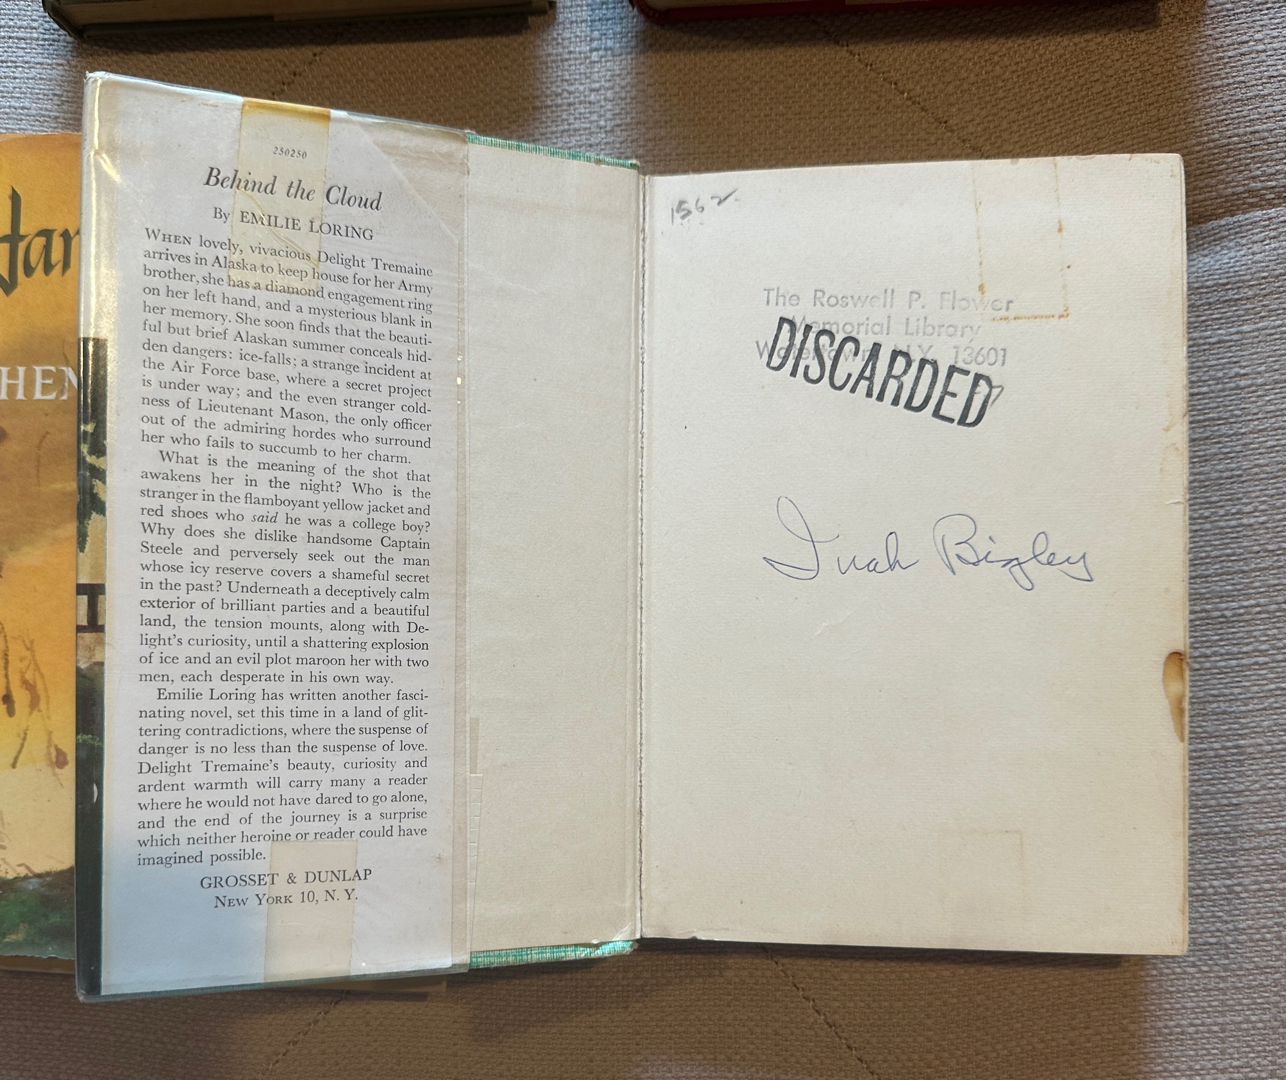 250250
Behind the Cloud
By EMILIE LORING
WHEN lovely, vivacious Delight Tremaine
arrives in Alaska to keep house for her Army
brother, she has a diamond engagement ring
on her left hand, and a mysterious blank in
her memory. She soon finds that the beauti-
ful but brief Alaskan summer conceals hid-
den dangers: ice-falls; a strange incident at
the Air Force base, where a secret project
is under way; and the even stranger cold-
ness of Lieutenant Mason, the only officer
out of the admiring hordes who surround
her who fails to succumb to her charm.
What is the meaning of the shot that
awakens her in the night? Who is the
stranger in the flamboyant yellow jacket and
red shoes who said he was a college boy?
Why does she dislike handsome Captain
Steele and perversely seek out the man
whose icy reserve covers a shameful secret
in the past? Underneath a deceptively calm
exterior of brilliant parties and a beautiful
land, the tension mounts, along with De-
light's curiosity, until a shattering explosion
of ice and an evil plot maroon her with two
men, each desperate in his own way.
Emilie Loring has written another fasci-
nating novel, set this time in a land of glit-
tering contradictions, where the suspense of
danger is no less than the suspense of love.
Delight Tremaine's beauty, curiosity and
ardent warmth will carry many a reader
where he would not have dared to go alone,
and the end of the journey is a surprise
which neither heroine or reader could have
imagined possible.
GROSSET & DUNLAP
NEW YORK 10, N. Y.
1562
The Roswell P. Flower
Memorial Library
Watertown, N.Y. 13601
DISCARDED
Bigley